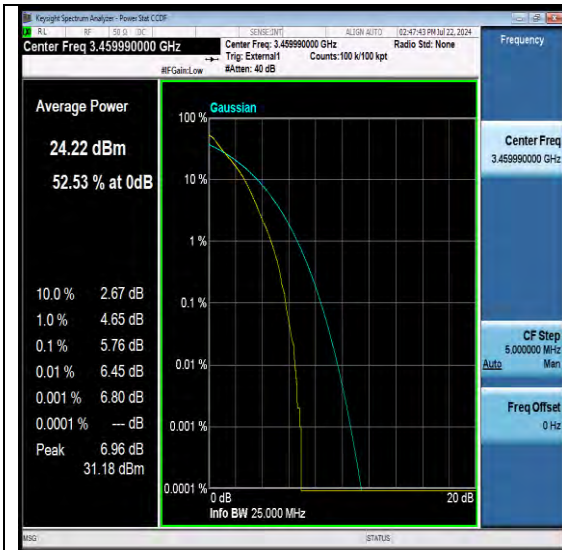 Keysight Spectrum Analyzer - Power Stat CCDF
RL RF 50 Ω DC SENSE:INT ALIGN AUTO 02:47:43 PM Jul 22, 2024
Center Freq 3.459990000 GHz
Center Freq: 3.459990000 GHz Radio Std: None
Trig: External1 Counts:100 k/100 kpt
#IFGain:Low #Atten: 40 dB
Frequency
Average Power
24.22 dBm
52.53 % at 0dB
10.0 % 2.67 dB
1.0 % 4.65 dB
0.1 % 5.76 dB
0.01 % 6.45 dB
0.001 % 6.80 dB
0.0001 % --- dB
Peak 6.96 dB
31.18 dBm
Gaussian
100 %
10 %
1 %
0.1 %
0.01 %
0.001 %
0.0001 %
0 dB 20 dB
Info BW 25.000 MHz
Center Freq
3.459990000 GHz
CF Step
5.000000 MHz
Auto Man
Freq Offset
0 Hz
MSG STATUS